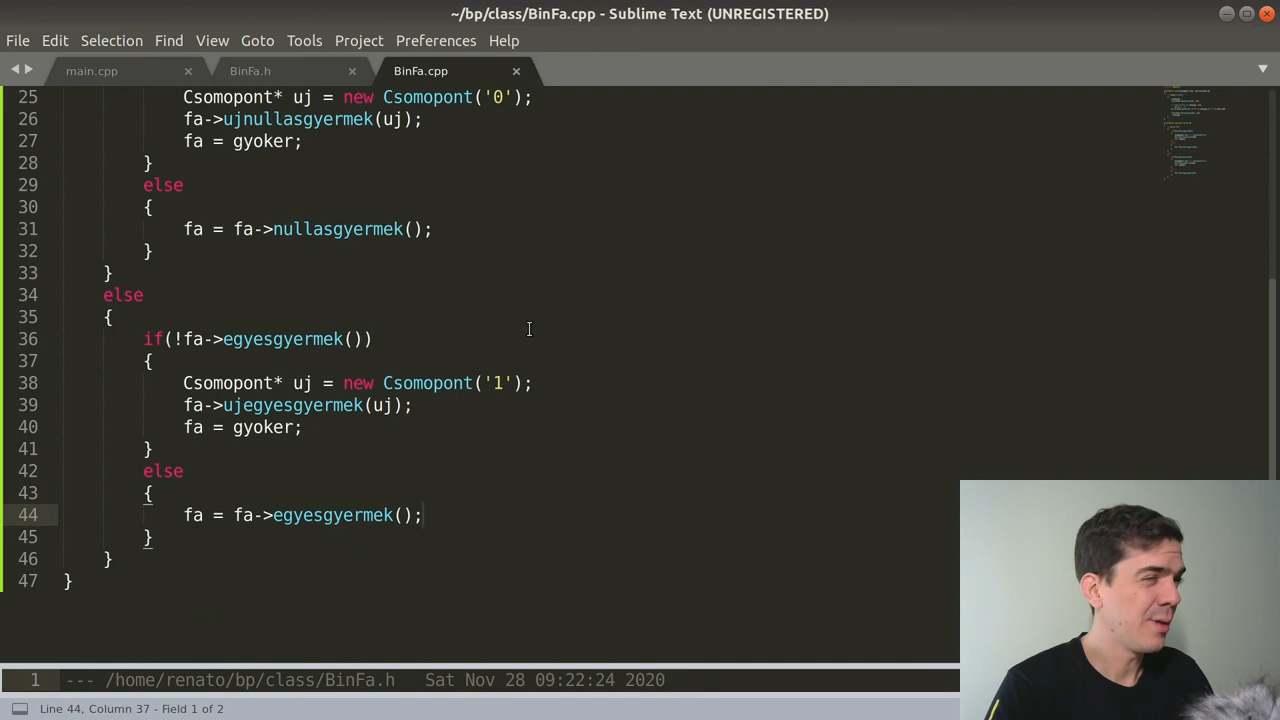 ~/bp/class/BinFa.cpp - Sublime Text (UNREGISTERED)
File Edit Selection Find View Goto Tools Project Preferences Help
main.cpp BinFa.h BinFa.cpp
25 Csomopont* uj = new Csomopont('0');
26 fa->ujnullasgyermek(uj);
27 fa = gyoker;
28 }
29 else
30 {
31 fa = fa->nullasgyermek();
32 }
33 }
34 else
35 {
36 if(!fa->egyesgyermek())
37 {
38 Csomopont* uj = new Csomopont('1');
39 fa->ujegyesgyermek(uj);
40 fa = gyoker;
41 }
42 else
43 {
44 fa = fa->egyesgyermek();
45 }
46 }
47 }
1 --- /home/renato/bp/class/BinFa.h Sat Nov 28 09:22:24 2020
Line 44, Column 37 - Field 1 of 2